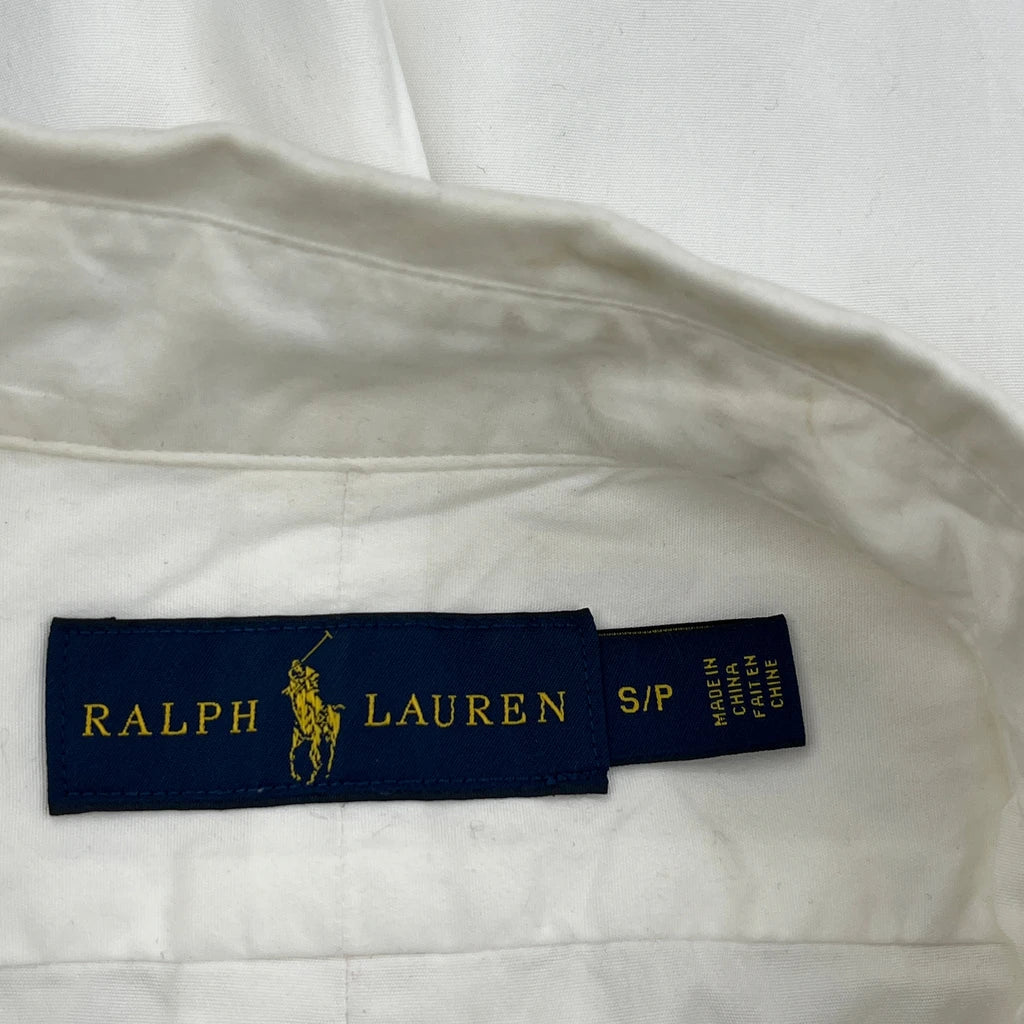 RALPH LAUREN
S/P
MADE IN
CHINA
FAIT EN
CHINE